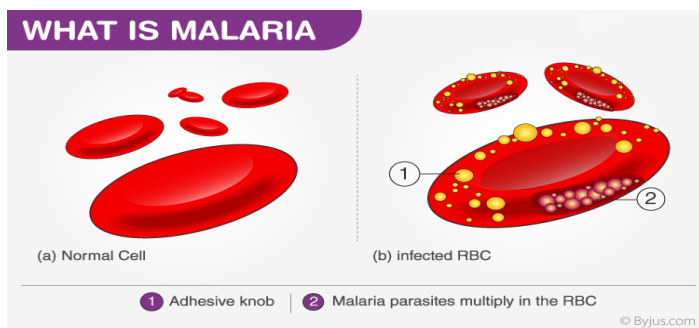 WHAT IS MALARIA
1
2
(a) Normal Cell
(b) infected RBC
1 Adhesive knob
2 Malaria parasites multiply in the RBC
© Byjus.com